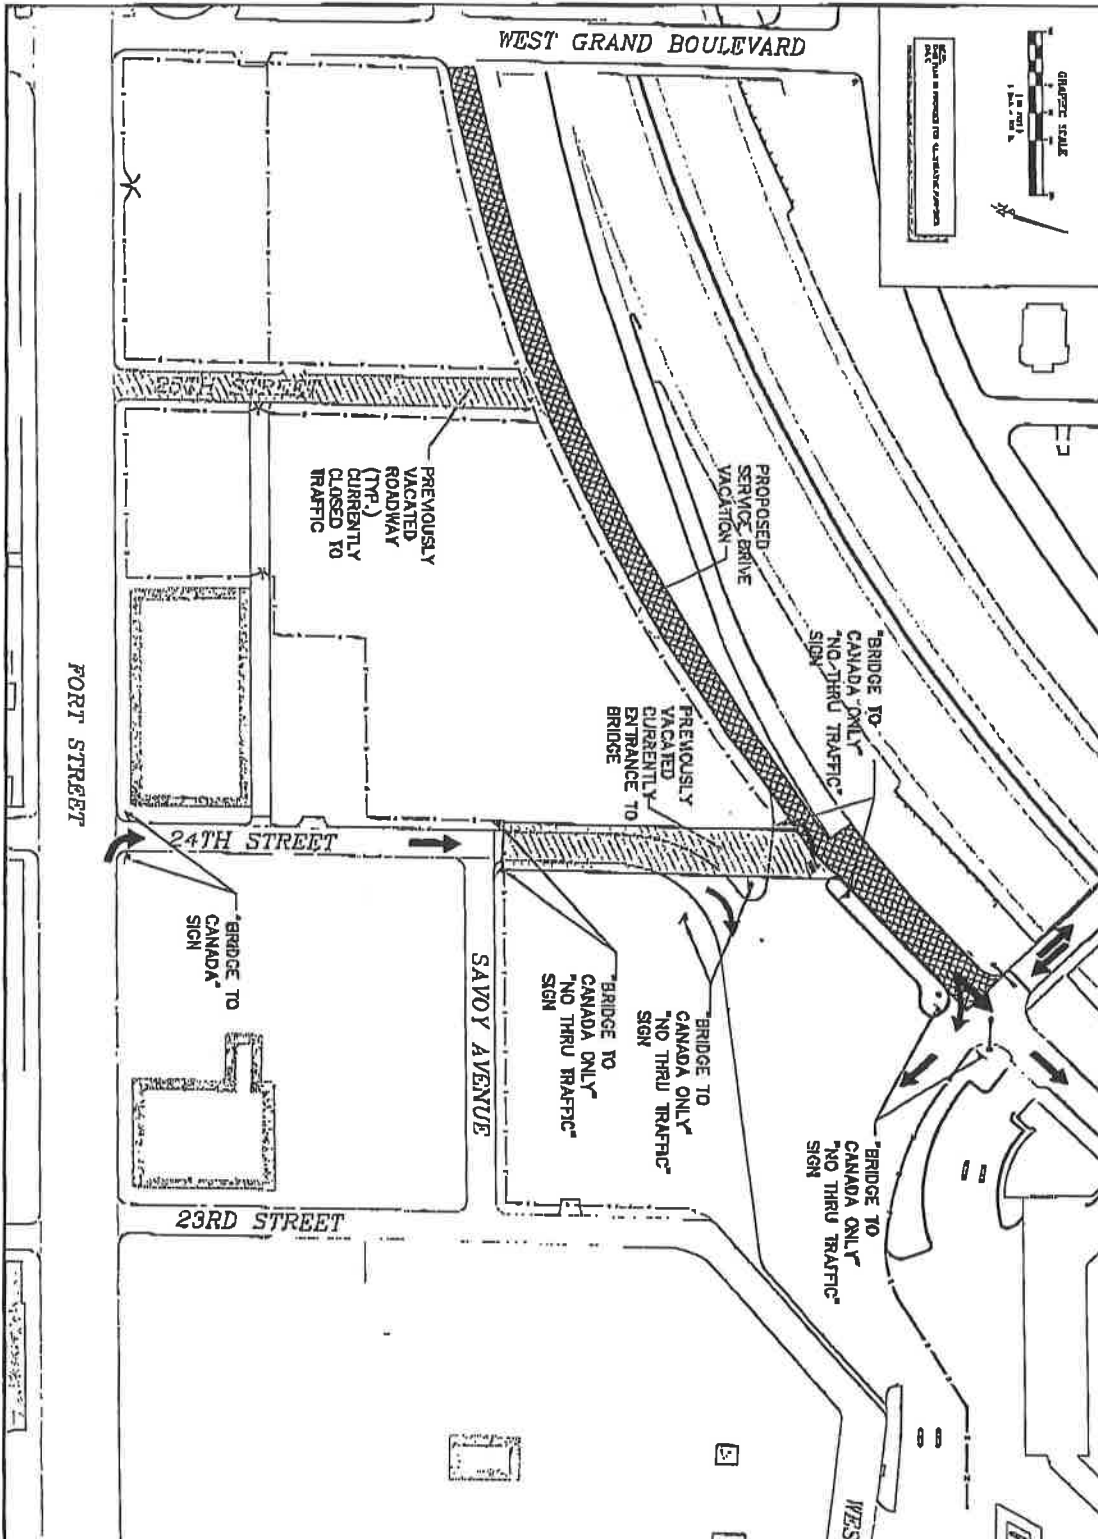 WEST GRAND BOULEVARD
GRAPHIC SCALE
25TH STREET
PREVIOUSLY
VACATED
ROADWAY
(TYP.)
CURRENTLY
CLOSED TO
TRAFFIC
PROPOSED
SERVICE DRIVE
VACATION
"BRIDGE TO
CANADA ONLY"
"NO THRU TRAFFIC"
SIGN
PREVIOUSLY
VACATED
CURRENTLY
ENTRANCE TO
BRIDGE
FORT STREET
24TH STREET
"BRIDGE TO
CANADA"
SIGN
SAVOY AVENUE
"BRIDGE TO
CANADA ONLY"
"NO THRU TRAFFIC"
SIGN
"BRIDGE TO
CANADA ONLY"
"NO THRU TRAFFIC"
SIGN
"BRIDGE TO
CANADA ONLY"
"NO THRU TRAFFIC"
SIGN
23RD STREET
WES